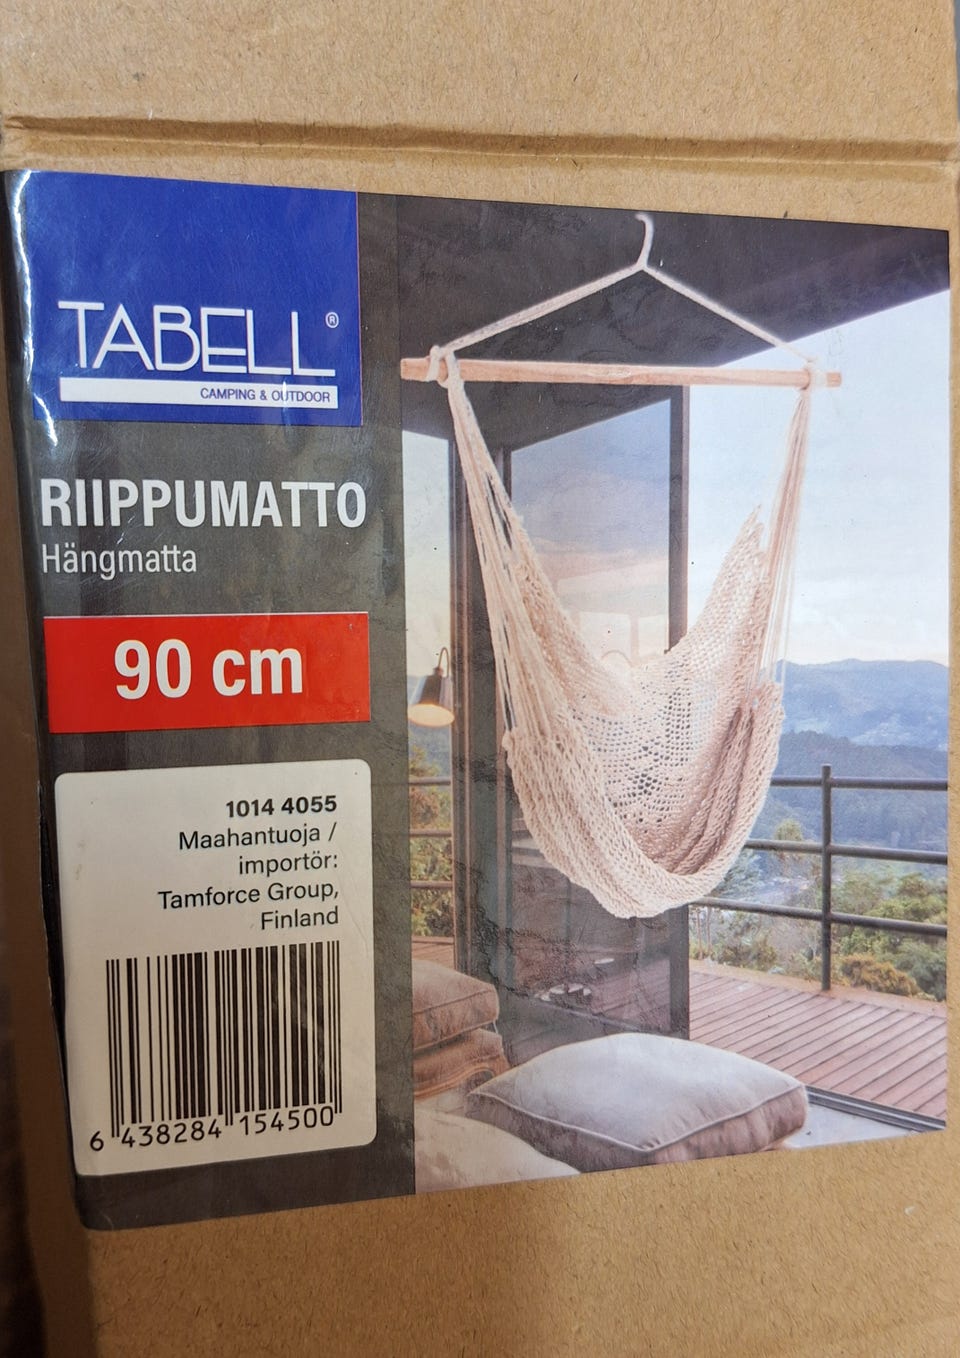 TABELL®
CAMPING & OUTDOOR
RIIPPUMATTO
Hängmatta
90 cm
1014 4055
Maahantuoja /
importör:
Tamforce Group,
Finland
6 438284 154500